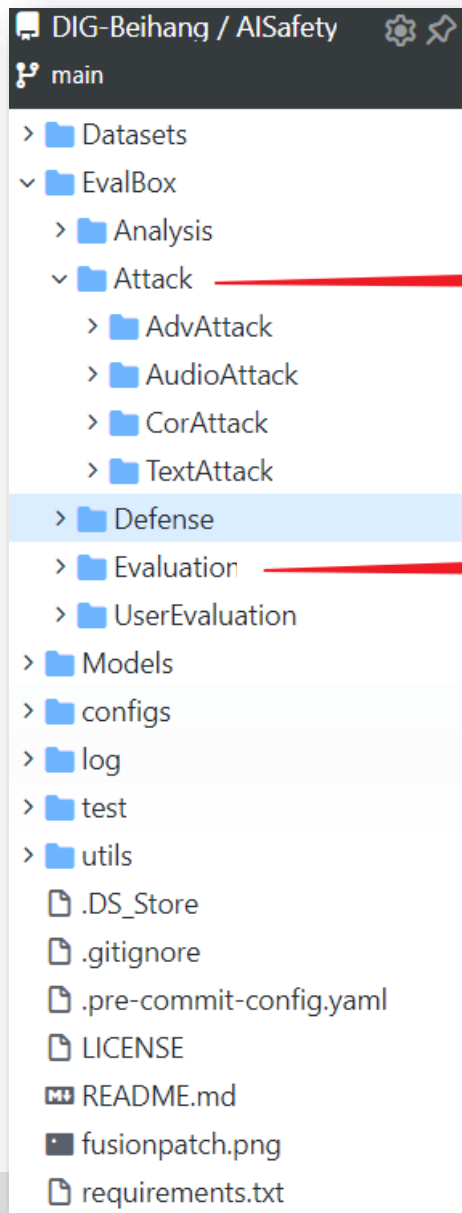 DIG-Beihang / AISafety
main
Datasets
EvalBox
Analysis
Attack
AdvAttack
AudioAttack
CorAttack
TextAttack
Defense
Evaluation
UserEvaluation
Models
configs
log
test
utils
.DS_Store
.gitignore
.pre-commit-config.yaml
LICENSE
README.md
fusionpatch.png
requirements.txt